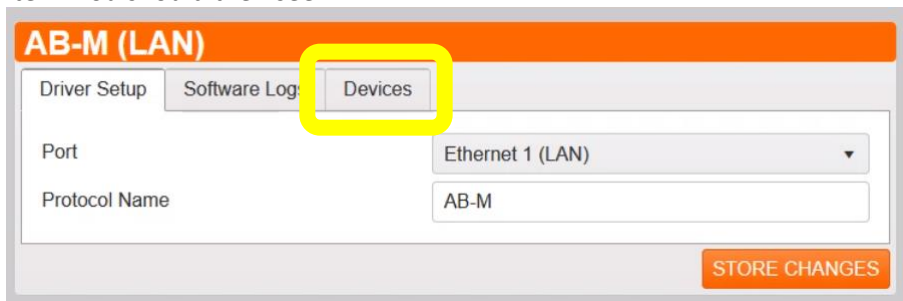 AB-M (LAN)
Driver Setup Software Logs Devices
Port Ethernet 1 (LAN)
Protocol Name AB-M
STORE CHANGES